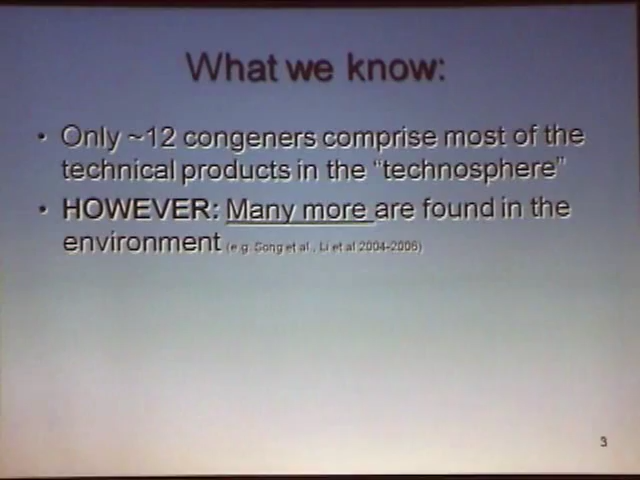 What we know:
• Only ~12 congeners comprise most of the
technical products in the “technosphere”
• HOWEVER: Many more are found in the
environment (e.g. Song et al., Li et al 2004-2006)
3